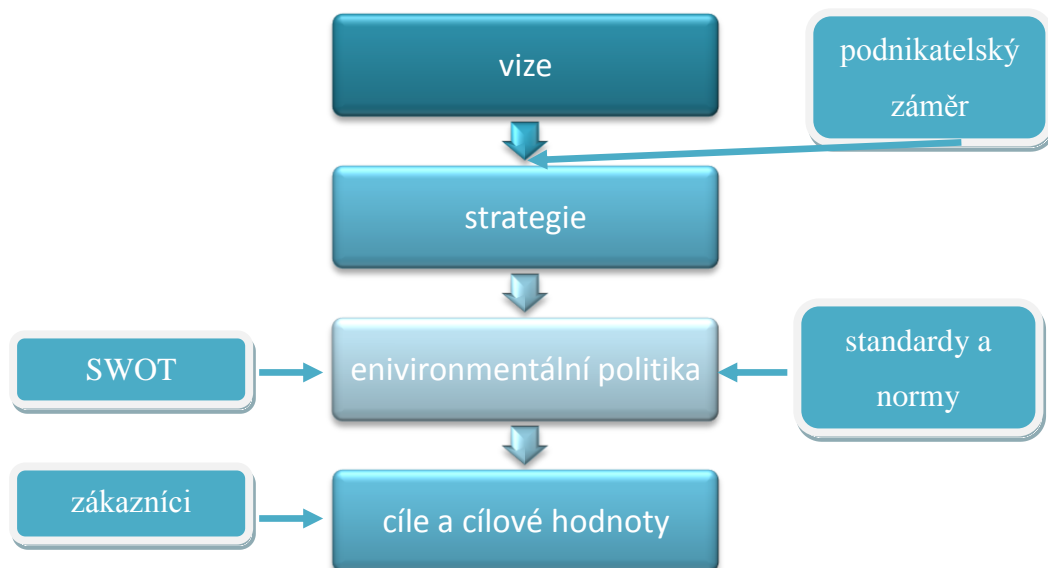 vize
podnikatelský
záměr
strategie
SWOT
enivironmentální politika
standardy a
normy
zákazníci
cíle a cílové hodnoty